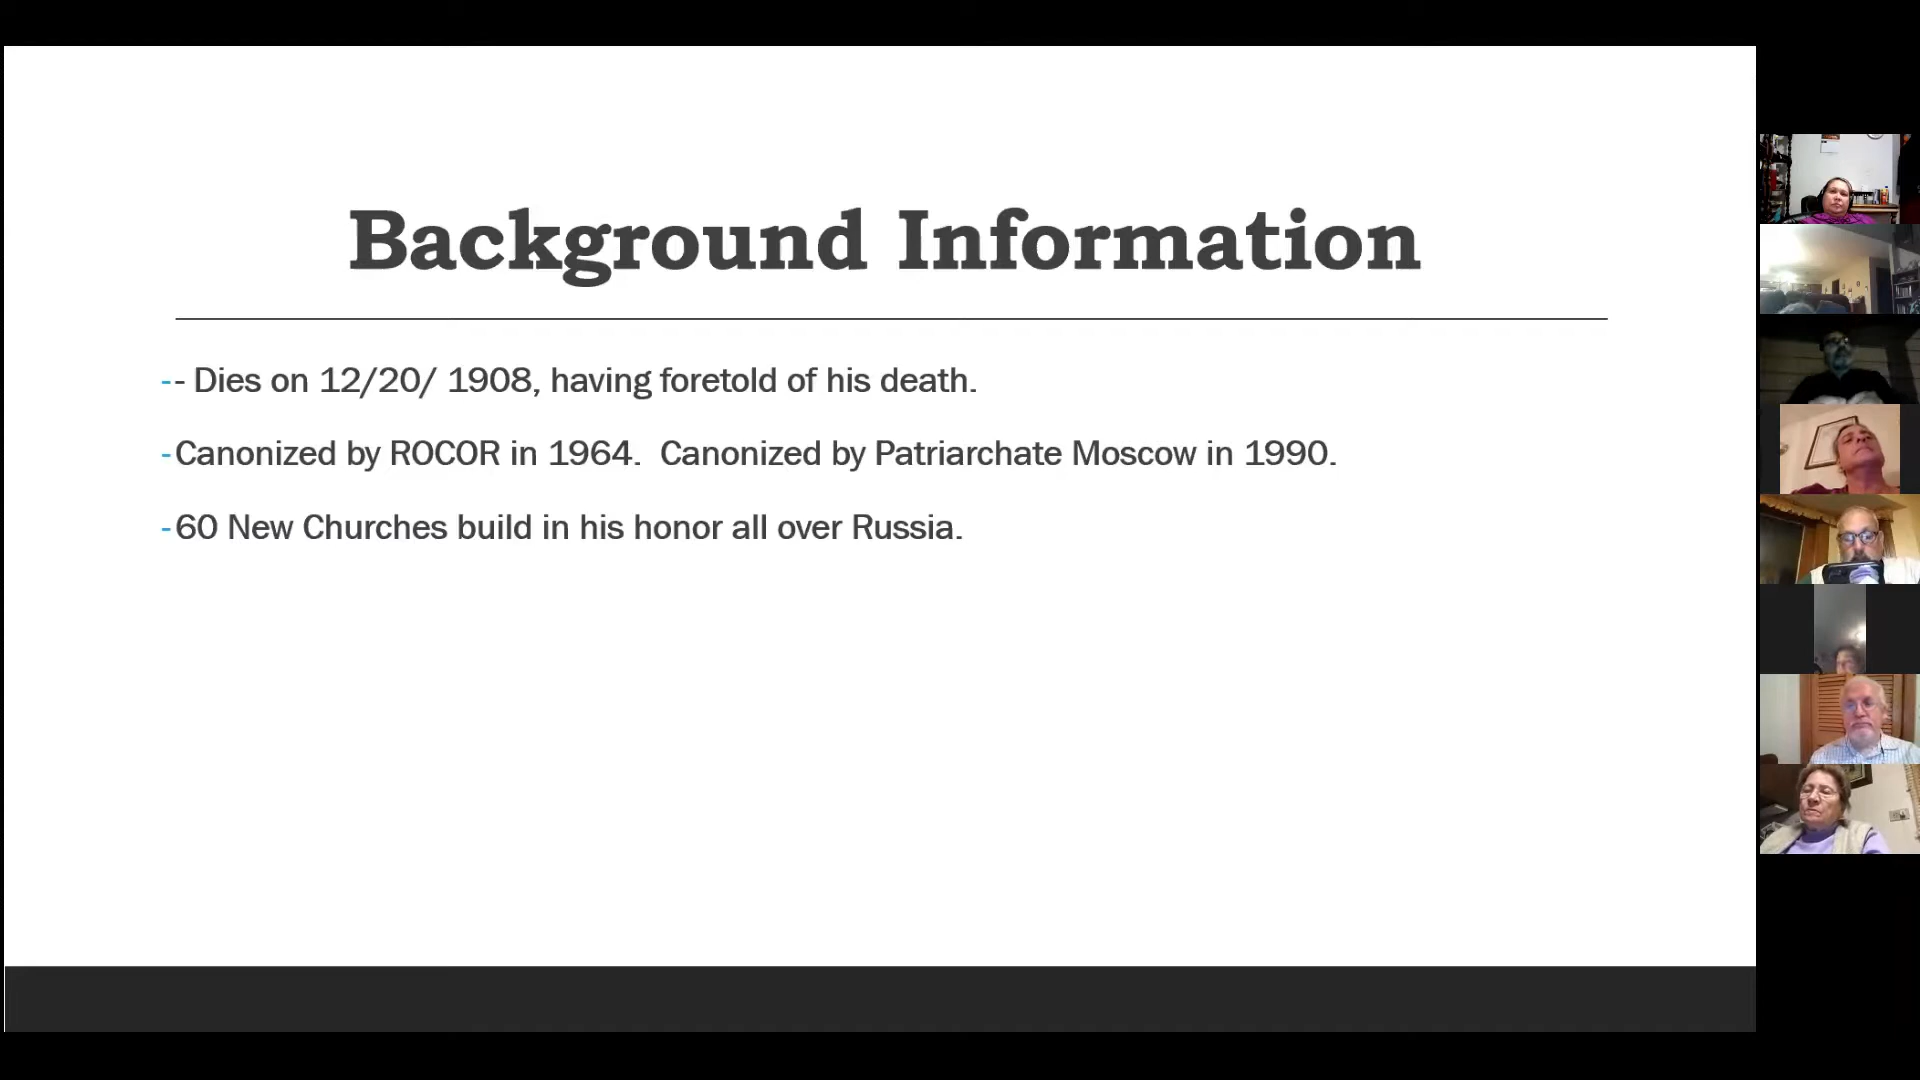 Background Information
-- Dies on 12/20/ 1908, having foretold of his death.
-Canonized by ROCOR in 1964.  Canonized by Patriarchate Moscow in 1990.
-60 New Churches build in his honor all over Russia.